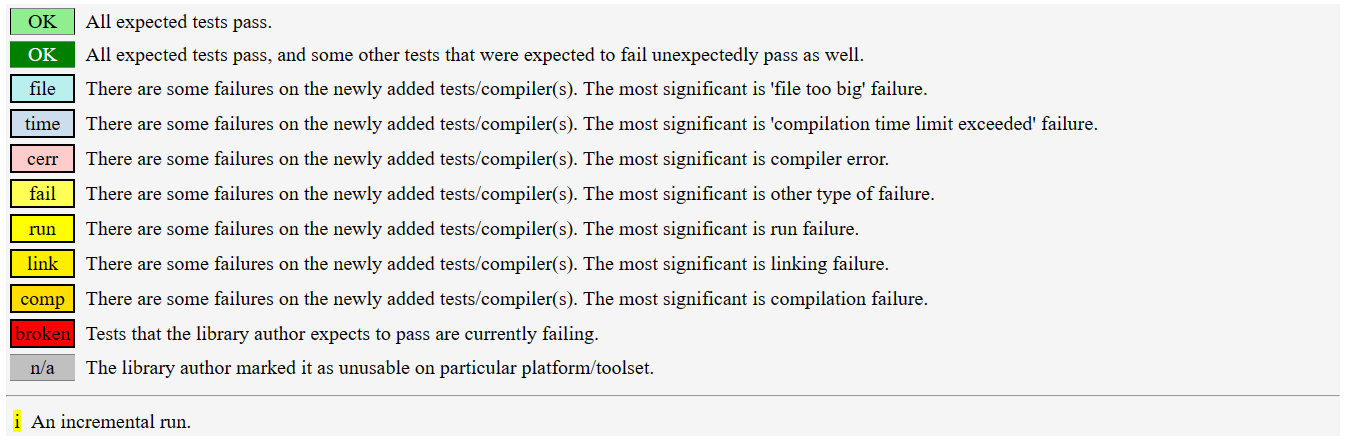 OK All expected tests pass.
OK All expected tests pass, and some other tests that were expected to fail unexpectedly pass as well.
file There are some failures on the newly added tests/compiler(s). The most significant is 'file too big' failure.
time There are some failures on the newly added tests/compiler(s). The most significant is 'compilation time limit exceeded' failure.
cerr There are some failures on the newly added tests/compiler(s). The most significant is compiler error.
fail There are some failures on the newly added tests/compiler(s). The most significant is other type of failure.
run There are some failures on the newly added tests/compiler(s). The most significant is run failure.
link There are some failures on the newly added tests/compiler(s). The most significant is linking failure.
comp There are some failures on the newly added tests/compiler(s). The most significant is compilation failure.
broken Tests that the library author expects to pass are currently failing.
n/a The library author marked it as unusable on particular platform/toolset.
i An incremental run.